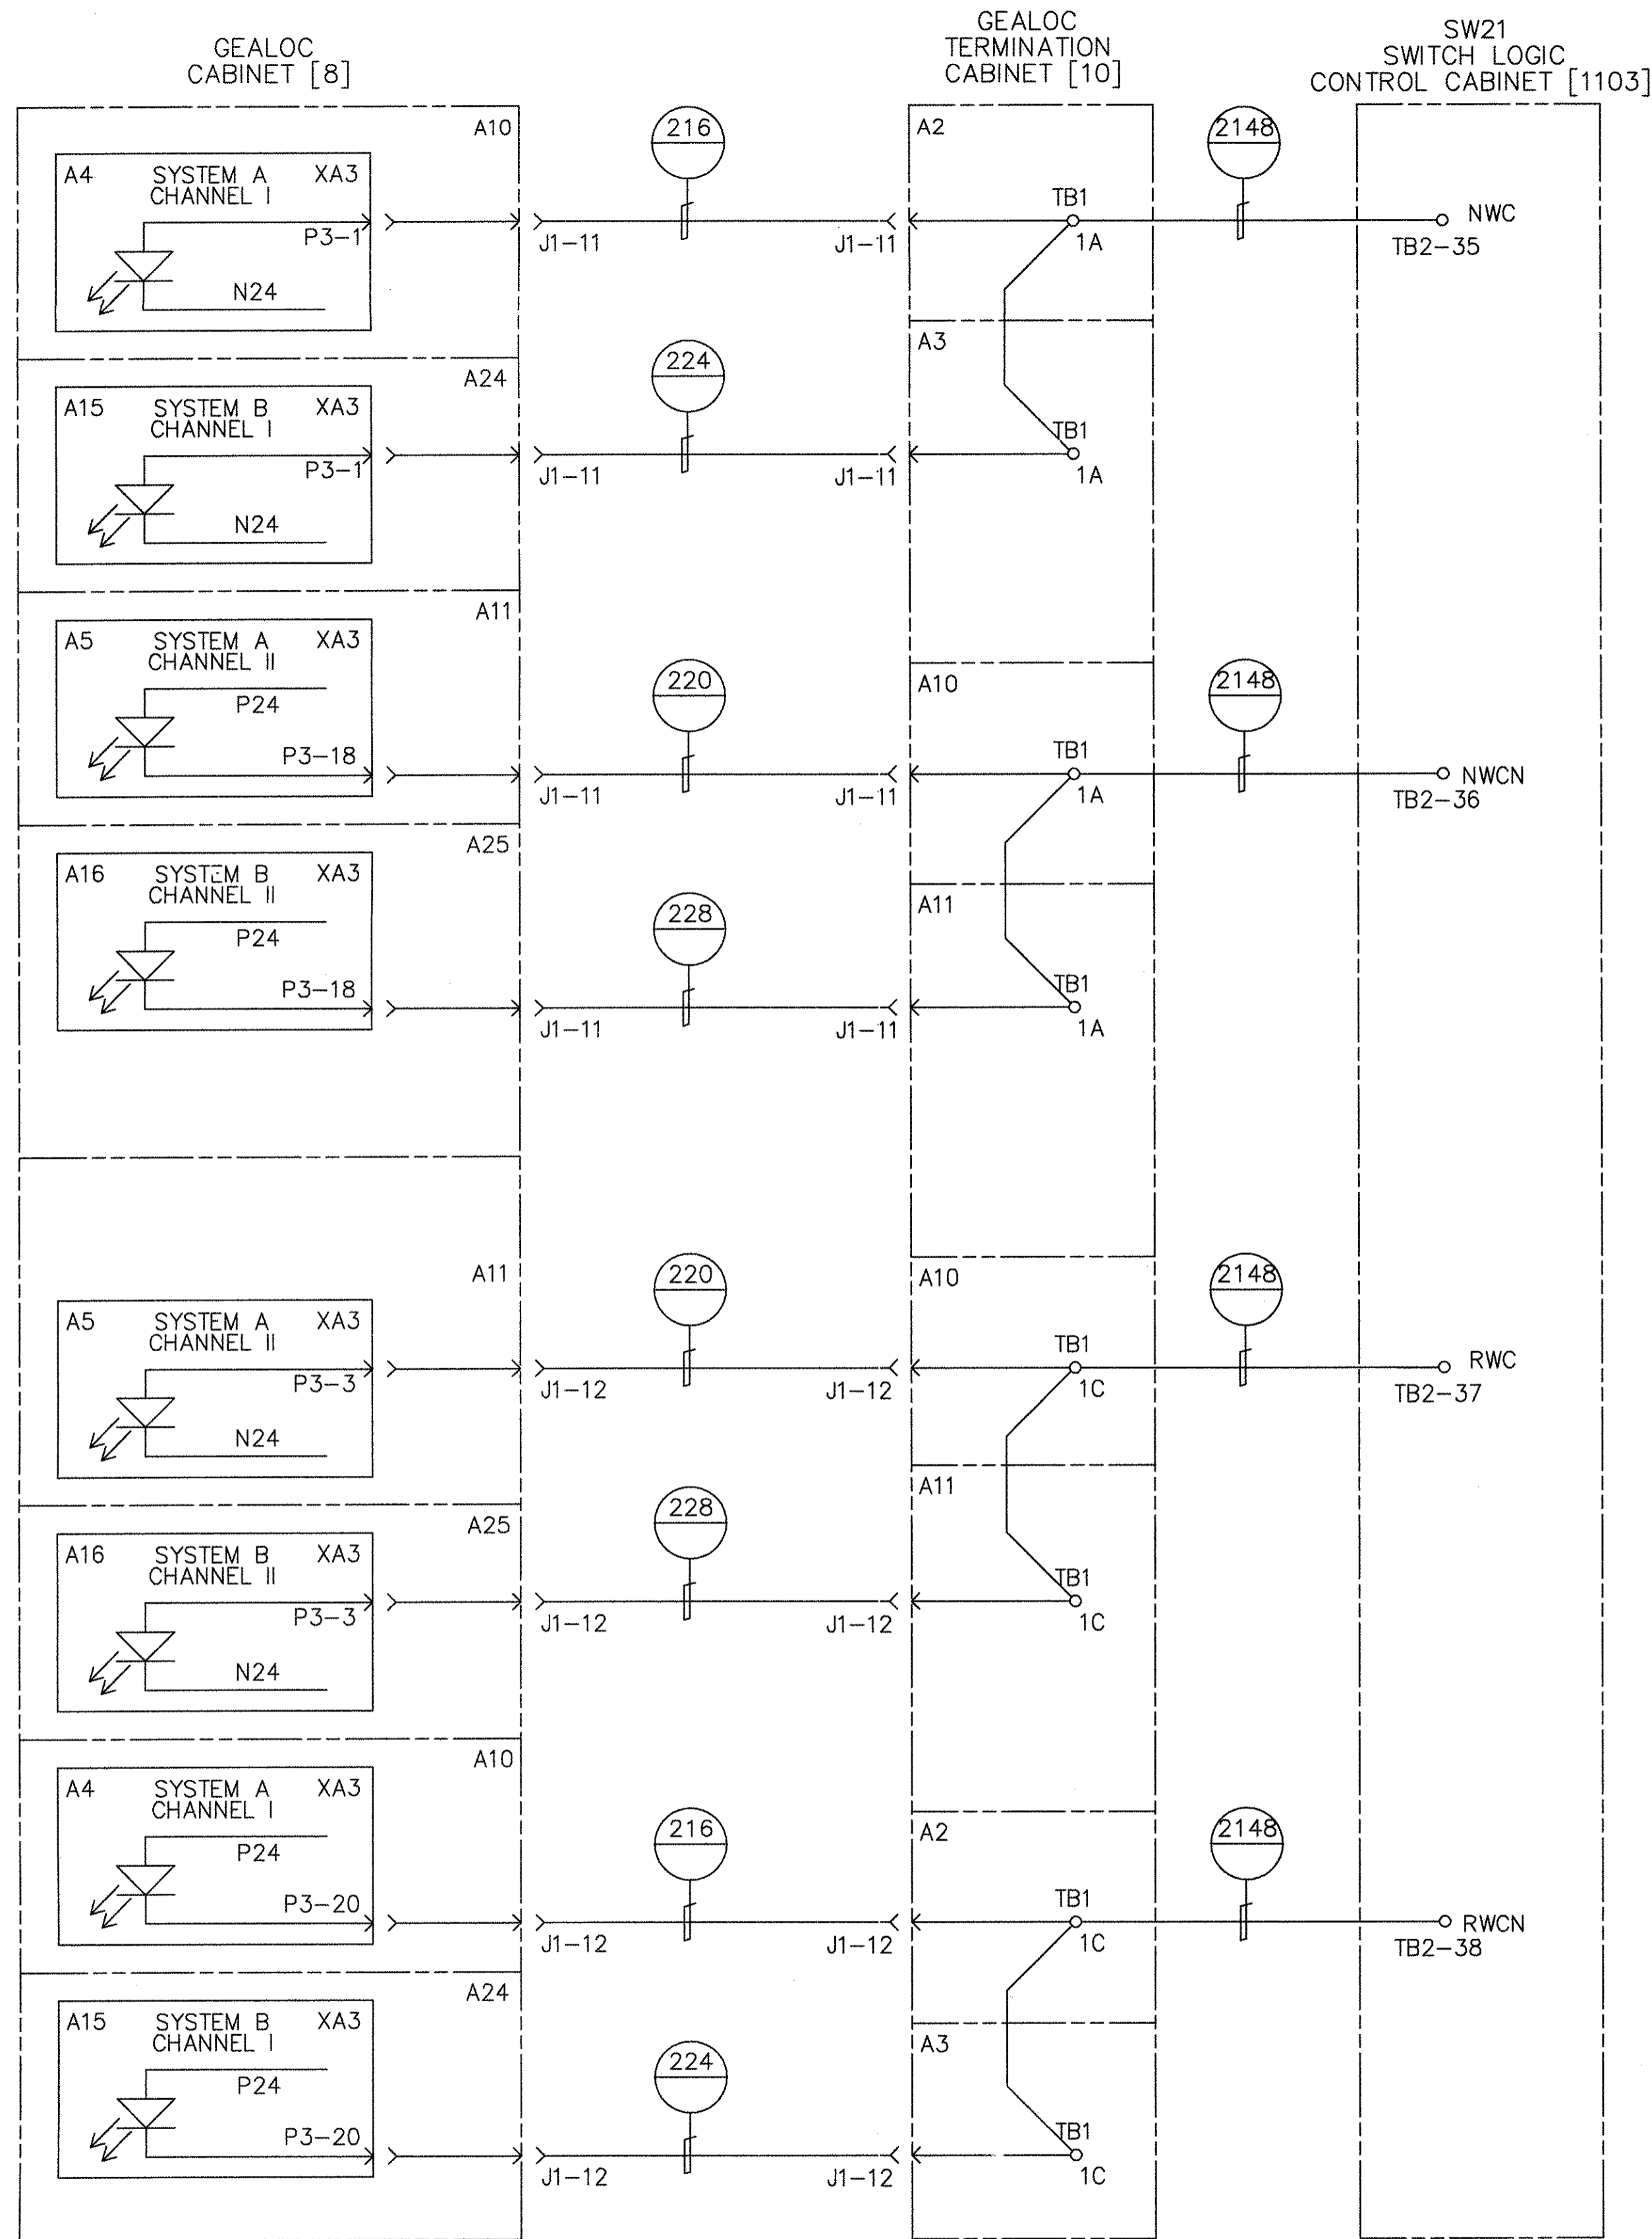 GEALOC
CABINET [8]
GEALOC
TERMINATION
CABINET [10]
SW21
SWITCH LOGIC
CONTROL CABINET [1103]
A10
A4 SYSTEM A XA3
CHANNEL I
P3-1
N24
216
J1-11
J1-11
A2
TB1
1A
2148
NWC
TB2-35
A24
A15 SYSTEM B XA3
CHANNEL I
P3-1
N24
224
J1-11
J1-11
A3
TB1
1A
A11
A5 SYSTEM A XA3
CHANNEL II
P24
P3-18
220
J1-11
J1-11
A10
TB1
1A
2148
NWCN
TB2-36
A25
A16 SYSTEM B XA3
CHANNEL II
P24
P3-18
228
J1-11
J1-11
A11
TB1
1A
A11
A5 SYSTEM A XA3
CHANNEL II
P3-3
N24
220
J1-12
J1-12
A10
TB1
1C
2148
RWC
TB2-37
A25
A16 SYSTEM B XA3
CHANNEL II
P3-3
N24
228
J1-12
J1-12
A11
TB1
1C
A10
A4 SYSTEM A XA3
CHANNEL I
P24
P3-20
216
J1-12
J1-12
A2
TB1
1C
2148
RWCN
TB2-38
A24
A15 SYSTEM B XA3
CHANNEL I
P24
P3-20
224
J1-12
J1-12
A3
TB1
1C